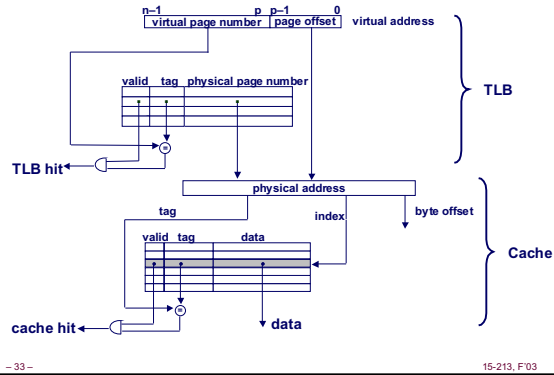 n–1 p p–1 0
virtual page number page offset virtual address
valid tag physical page number
TLB
=
TLB hit
physical address
tag index byte offset
valid tag data
Cache
=
cache hit data
– 33 – 15-213, F'03